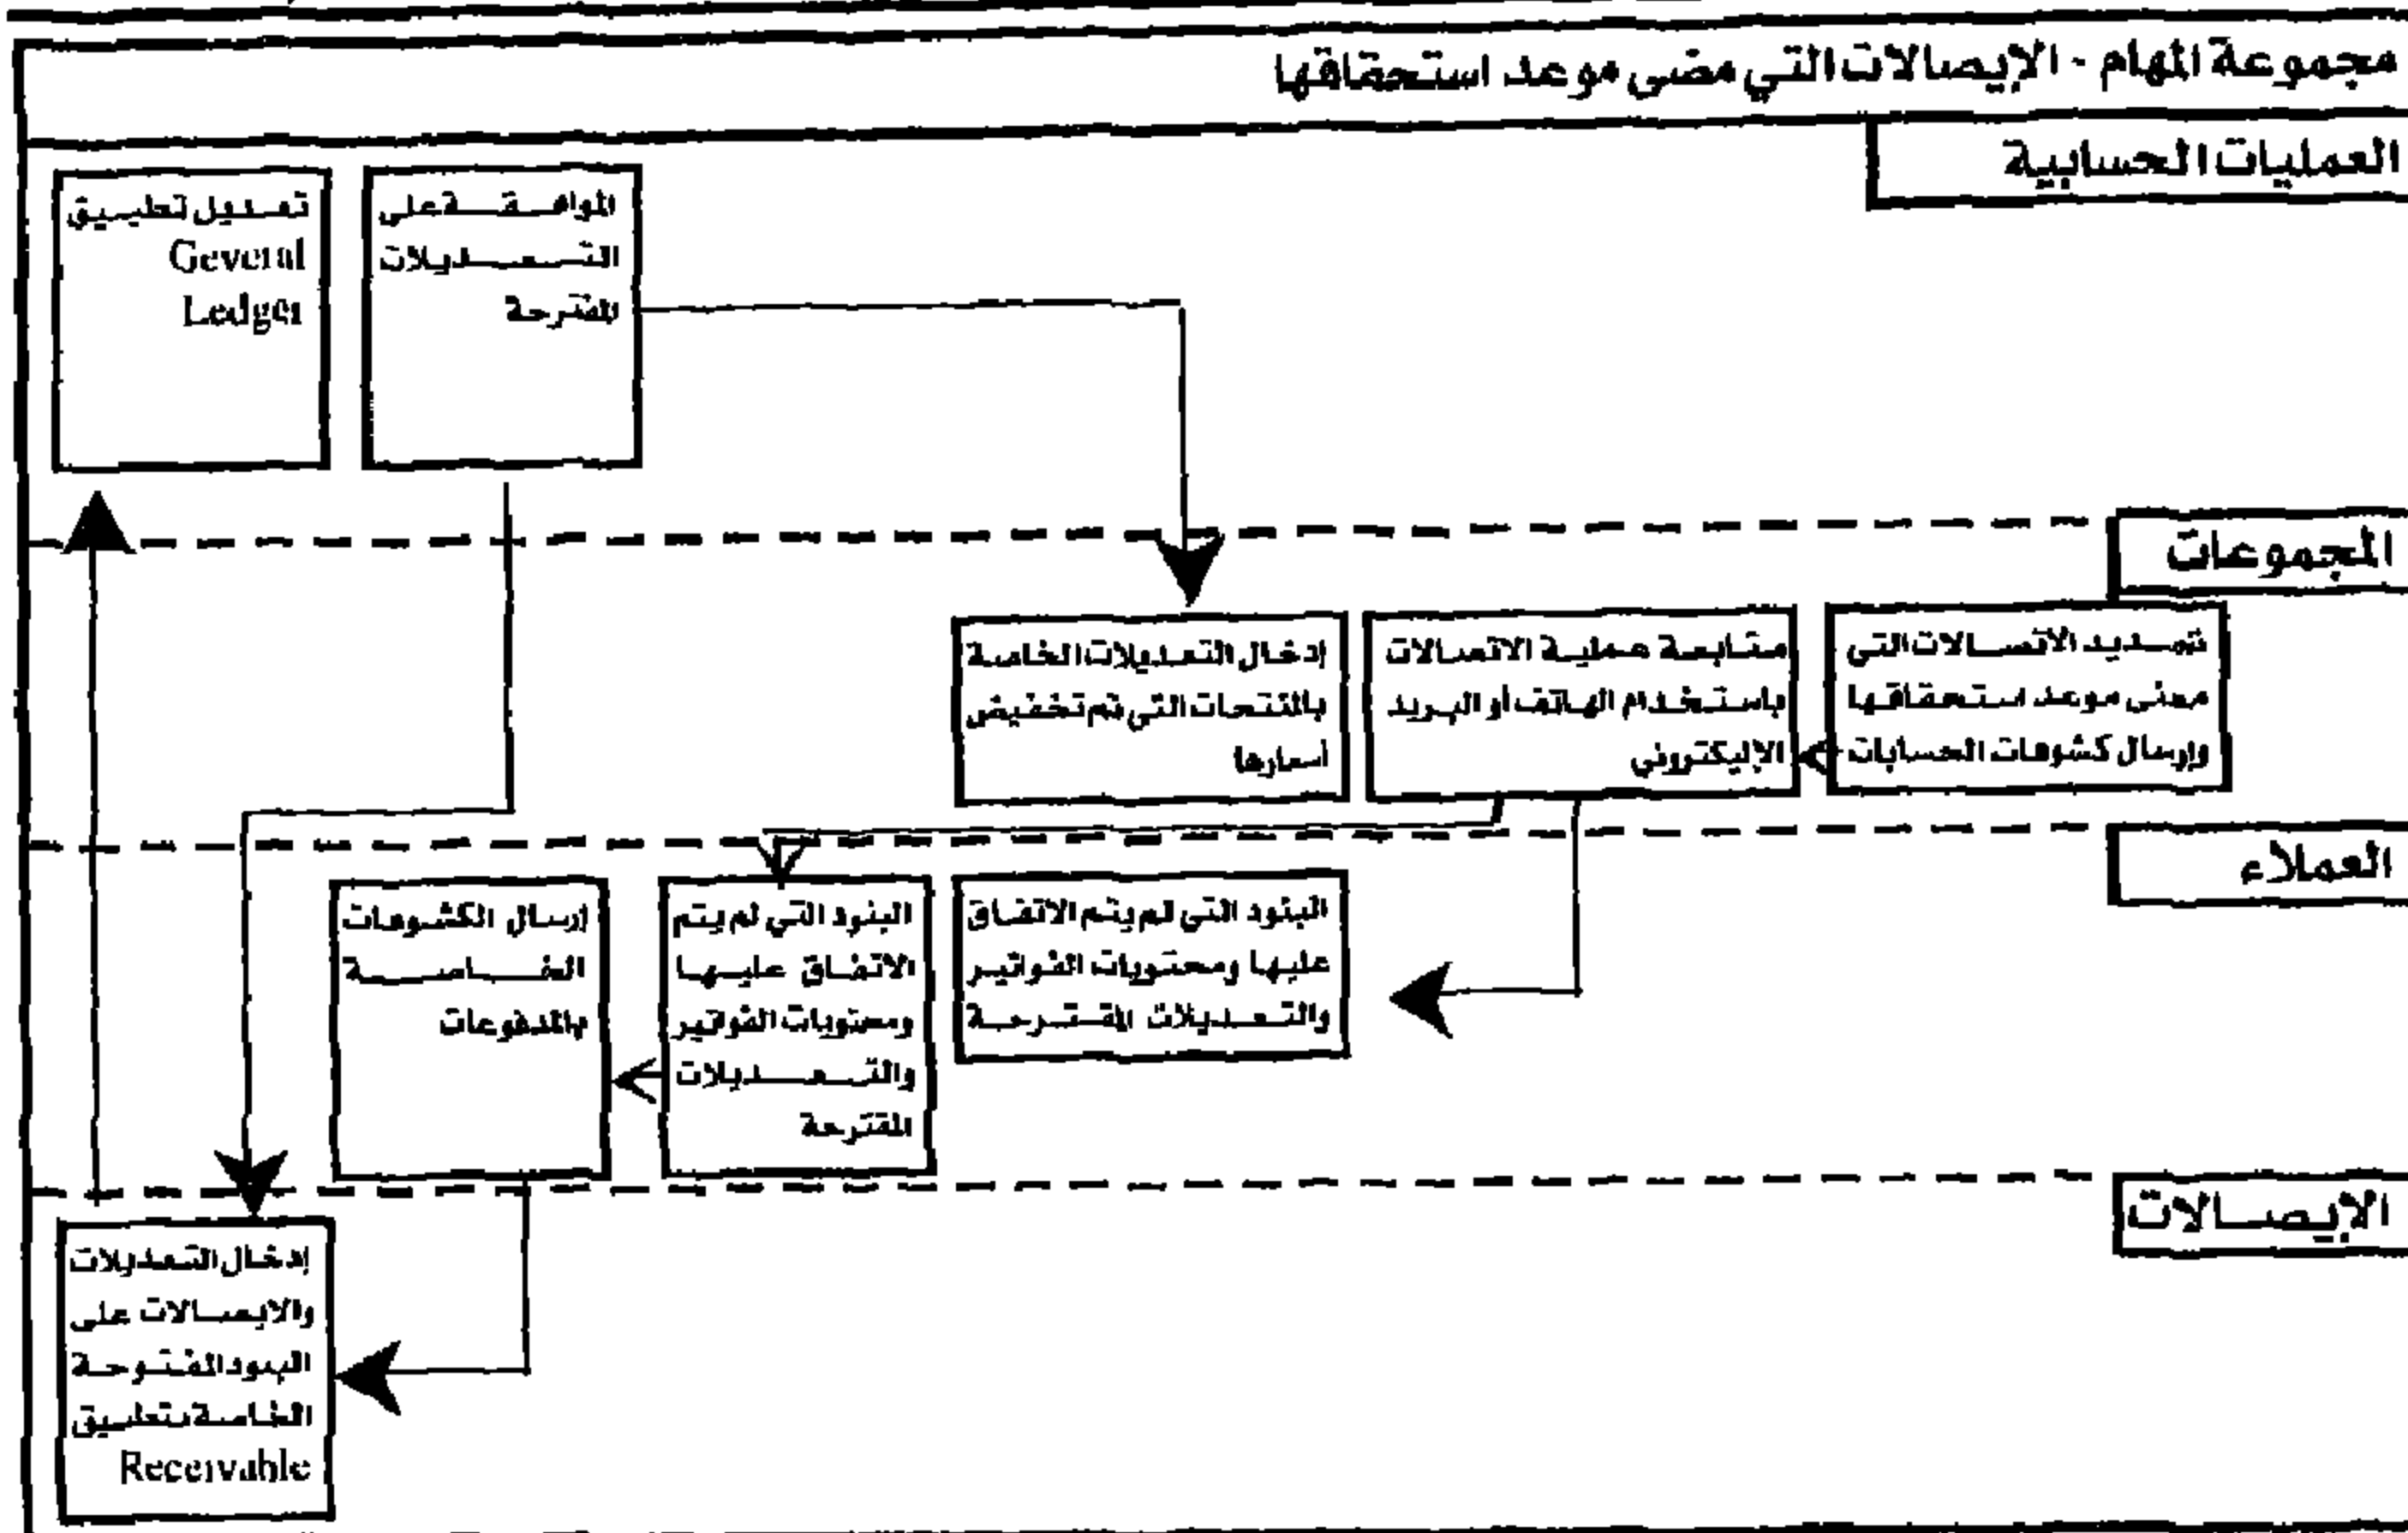 مجموعة المهام - الإيصالات التي مضى موعد استحقاقها
العمليات الحسابية
الموافقة على
التعديلات
المقترحة
تعديل تطبيق
Geveral
Ledger
المجموعات
تحديد الاتصالات التي
مضى موعد استحقاقها
وإرسال كشوفات الحسابات
متابعة عملية الاتصالات
باستخدام الهاتف أو البريد
الإليكتروني
إدخال التعديلات الخاصة
بالمنتجات التي تم تخفيض
أسعارها
العملاء
البنود التي لم يتم الاتفاق
عليها ومحتويات الفواتير
والتعديلات المقترحة
البنود التي لم يتم
الاتفاق عليها
ومحتويات الفواتير
والتعديلات
المقترحة
إرسال الكشوفات
الخاصة
بالمدفوعات
الإيصالات
إدخال التعديلات
والايصالات على
البنود المفتوحة
الخاصة بتطبيق
Receivable